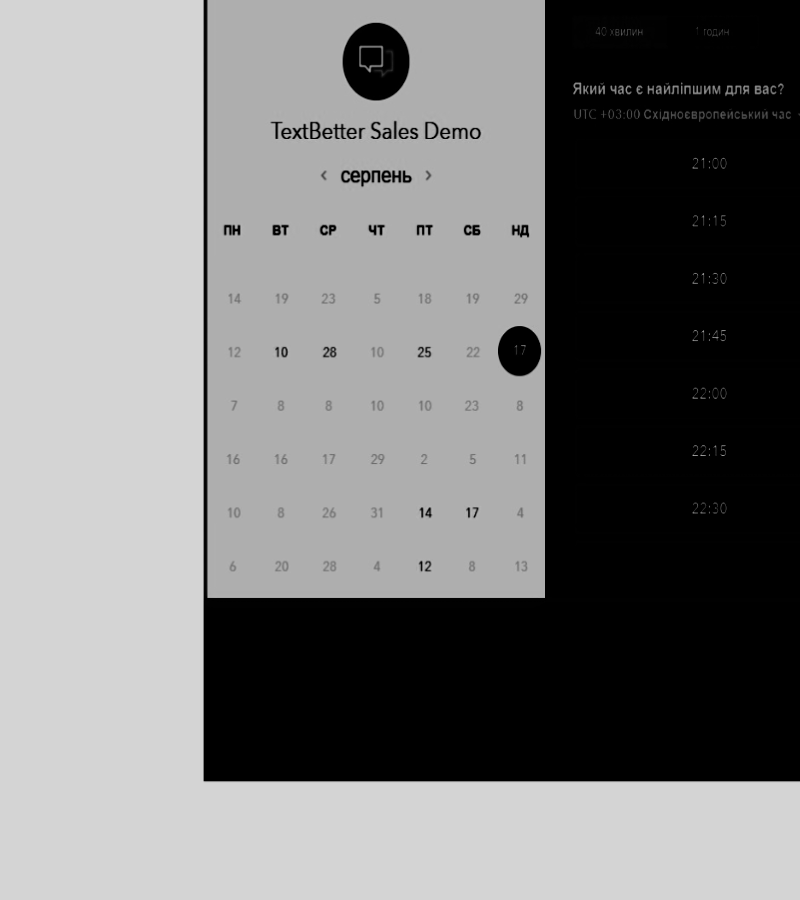 TextBetter Sales Demo
‹ серпень ›
ПН ВТ СР ЧТ ПТ СБ НД
14 19 23 5 18 19 29
12 10 28 10 25 22 17
7 8 8 10 10 23 8
16 16 17 29 2 5 11
10 8 26 31 14 17 4
6 20 28 4 12 8 13
40 хвилин 1 годин
Який час є найліпшим для вас?
UTC +03:00 Східноєвропейський час
21:00
21:15
21:30
21:45
22:00
22:15
22:30